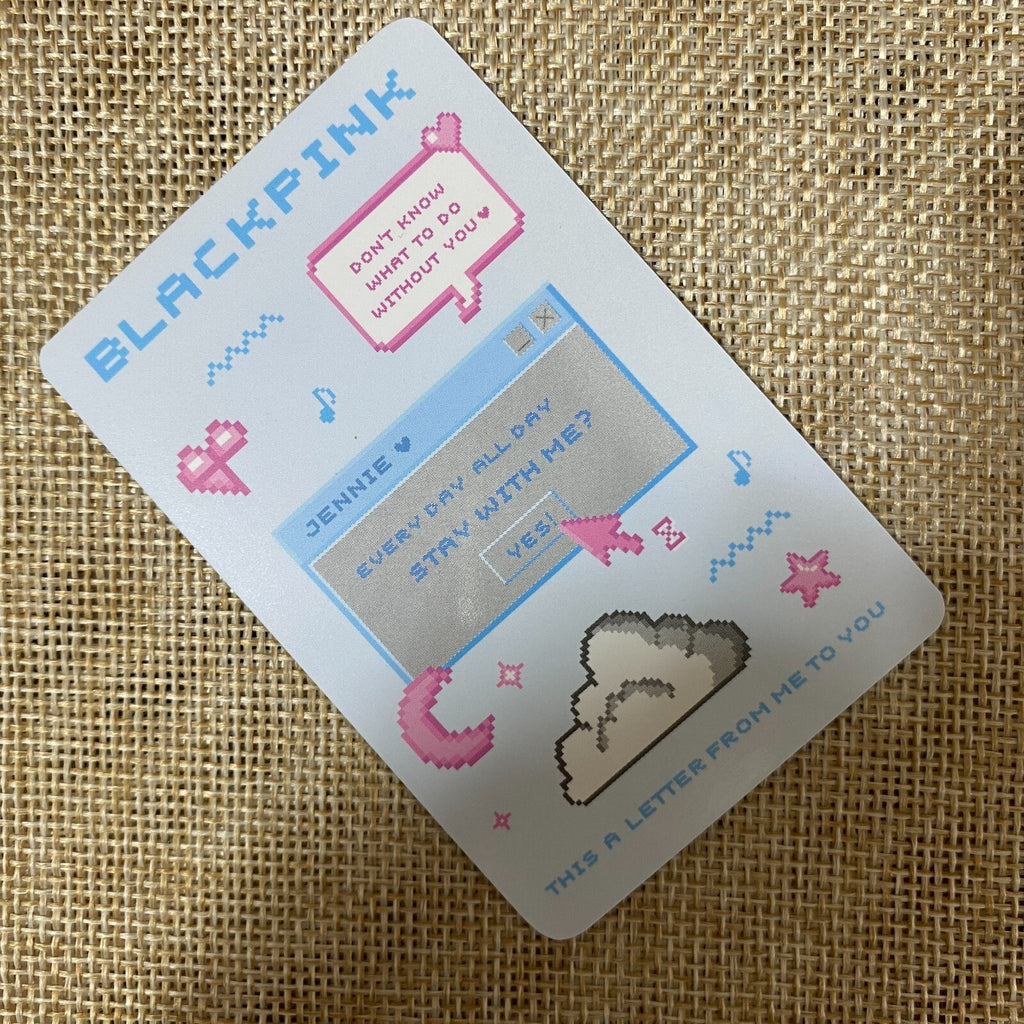 BLACKPINK
DON'T KNOW
WHAT TO DO
WITHOUT YOU ♥
JENNIE ♥
EVERY DAY ALL DAY
STAY WITH ME?
YES!
THIS A LETTER FROM ME TO YOU